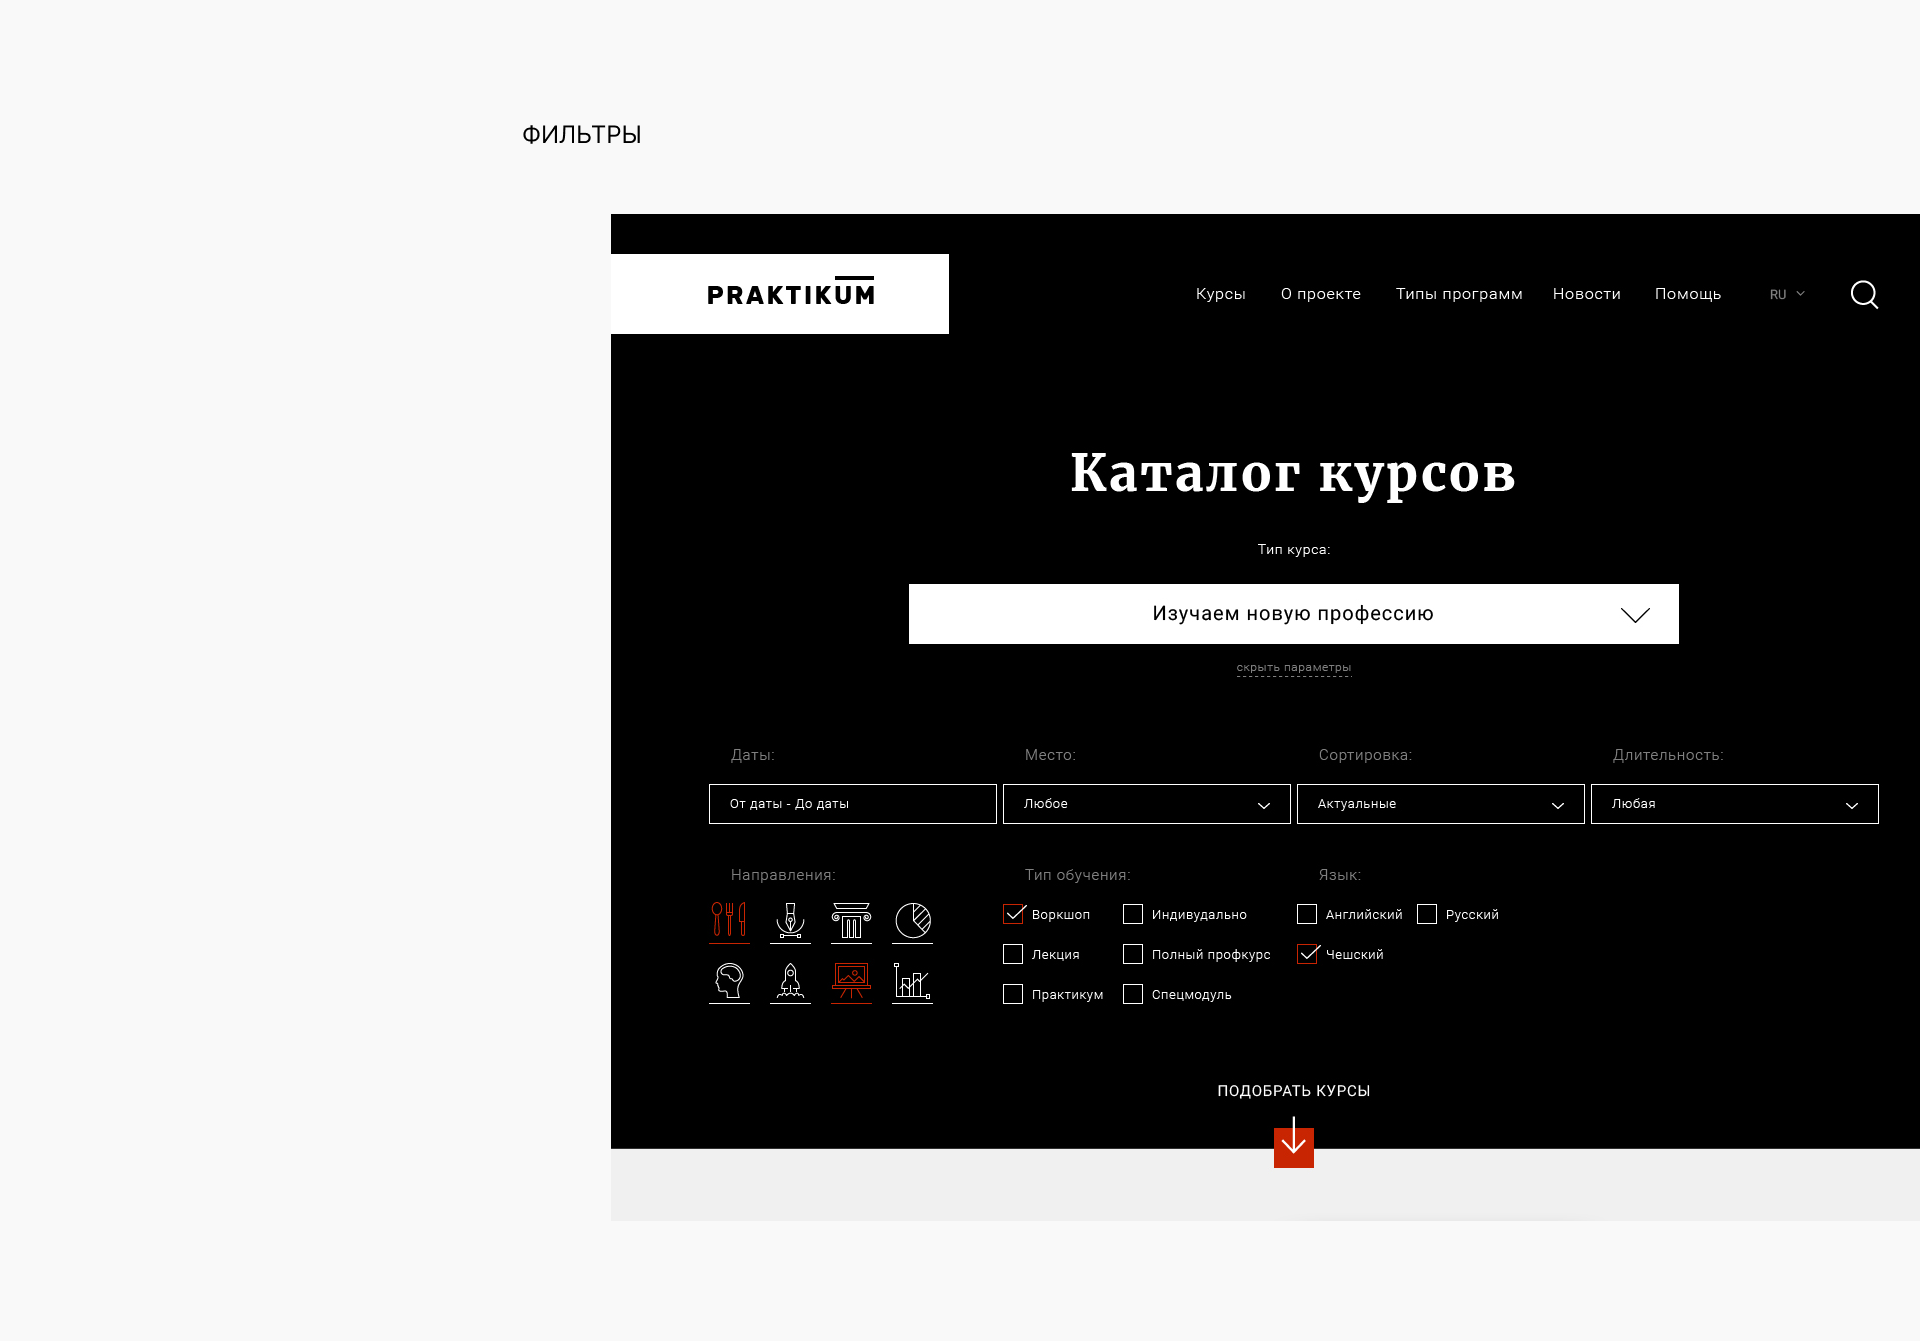 ФИЛЬТРЫ
PRAKTIKUM
Курсы О проекте Типы программ Новости Помощь RU
Каталог курсов
Тип курса:
Изучаем новую профессию
скрыть параметры
Даты: Место: Сортировка: Длительность:
От даты - До даты Любое Актуальные Любая
Направления: Тип обучения: Язык:
Воркшоп Индивудально Английский Русский
Лекция Полный профкурс Чешский
Практикум Спецмодуль
ПОДОБРАТЬ КУРСЫ